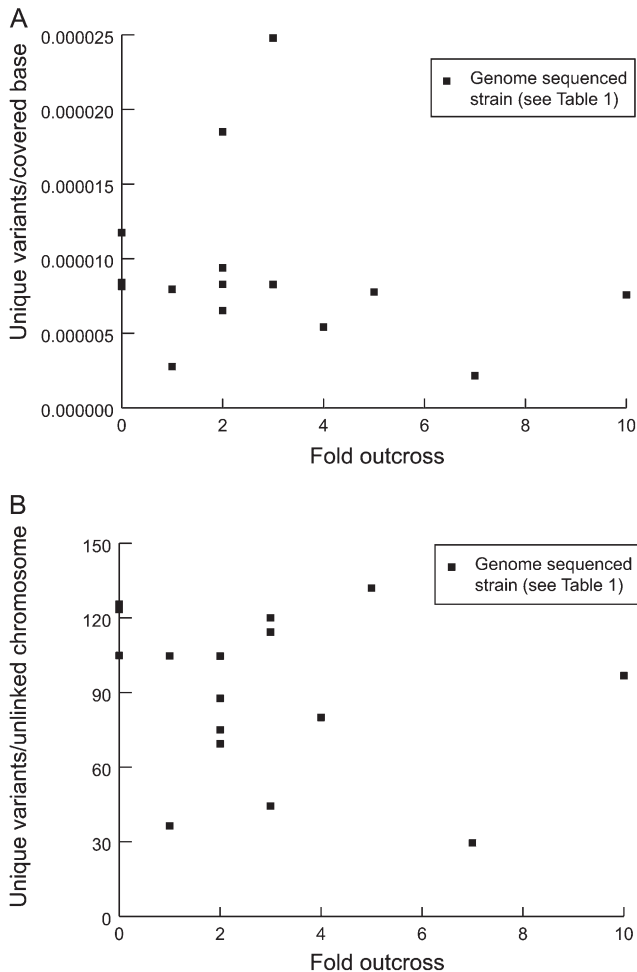 A
Unique variants/covered base
0.000025
0.000020
0.000015
0.000010
0.000005
0.000000
0 2 4 6 8 10
Fold outcross
Genome sequenced
strain (see Table 1)
B
Unique variants/unlinked chromosome
150
120
90
60
30
0
0 2 4 6 8 10
Fold outcross
Genome sequenced
strain (see Table 1)